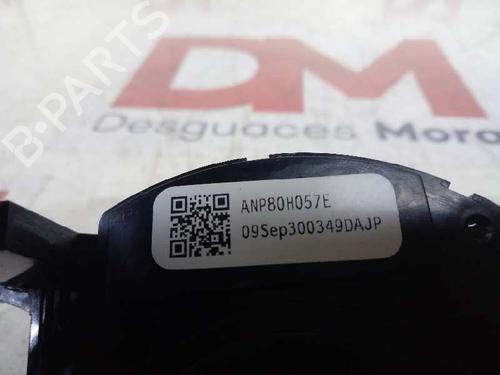 B-PARTS
DM
Desguaces Mora
ANP80H057E
09Sep300349DAJP